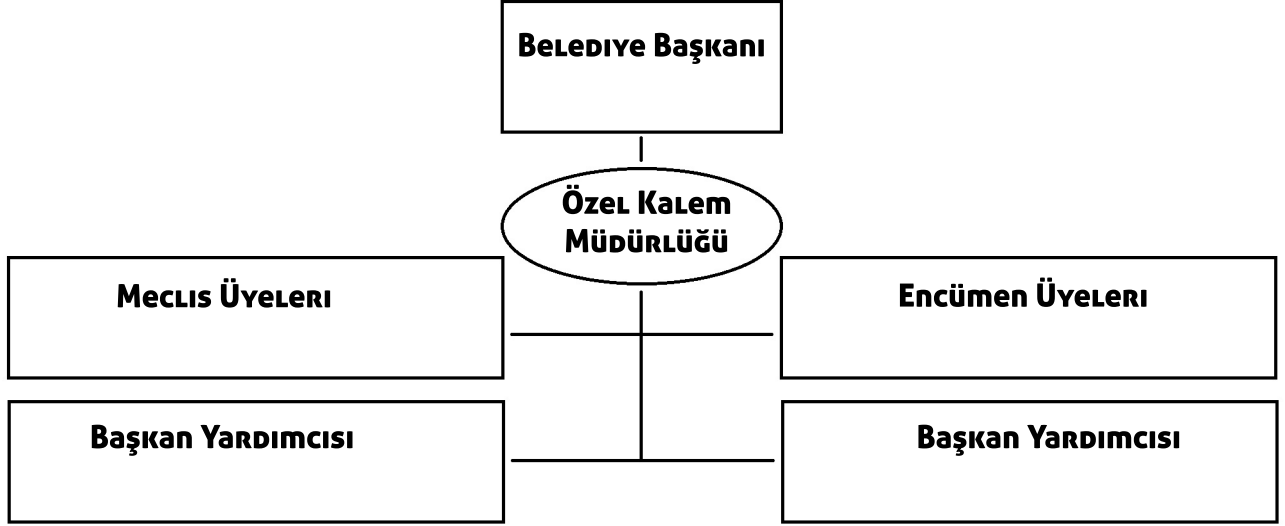 Belediye Başkanı
Özel Kalem
Müdürlüğü
Meclis Üyeleri
Encümen Üyeleri
Başkan Yardımcısı
Başkan Yardımcısı